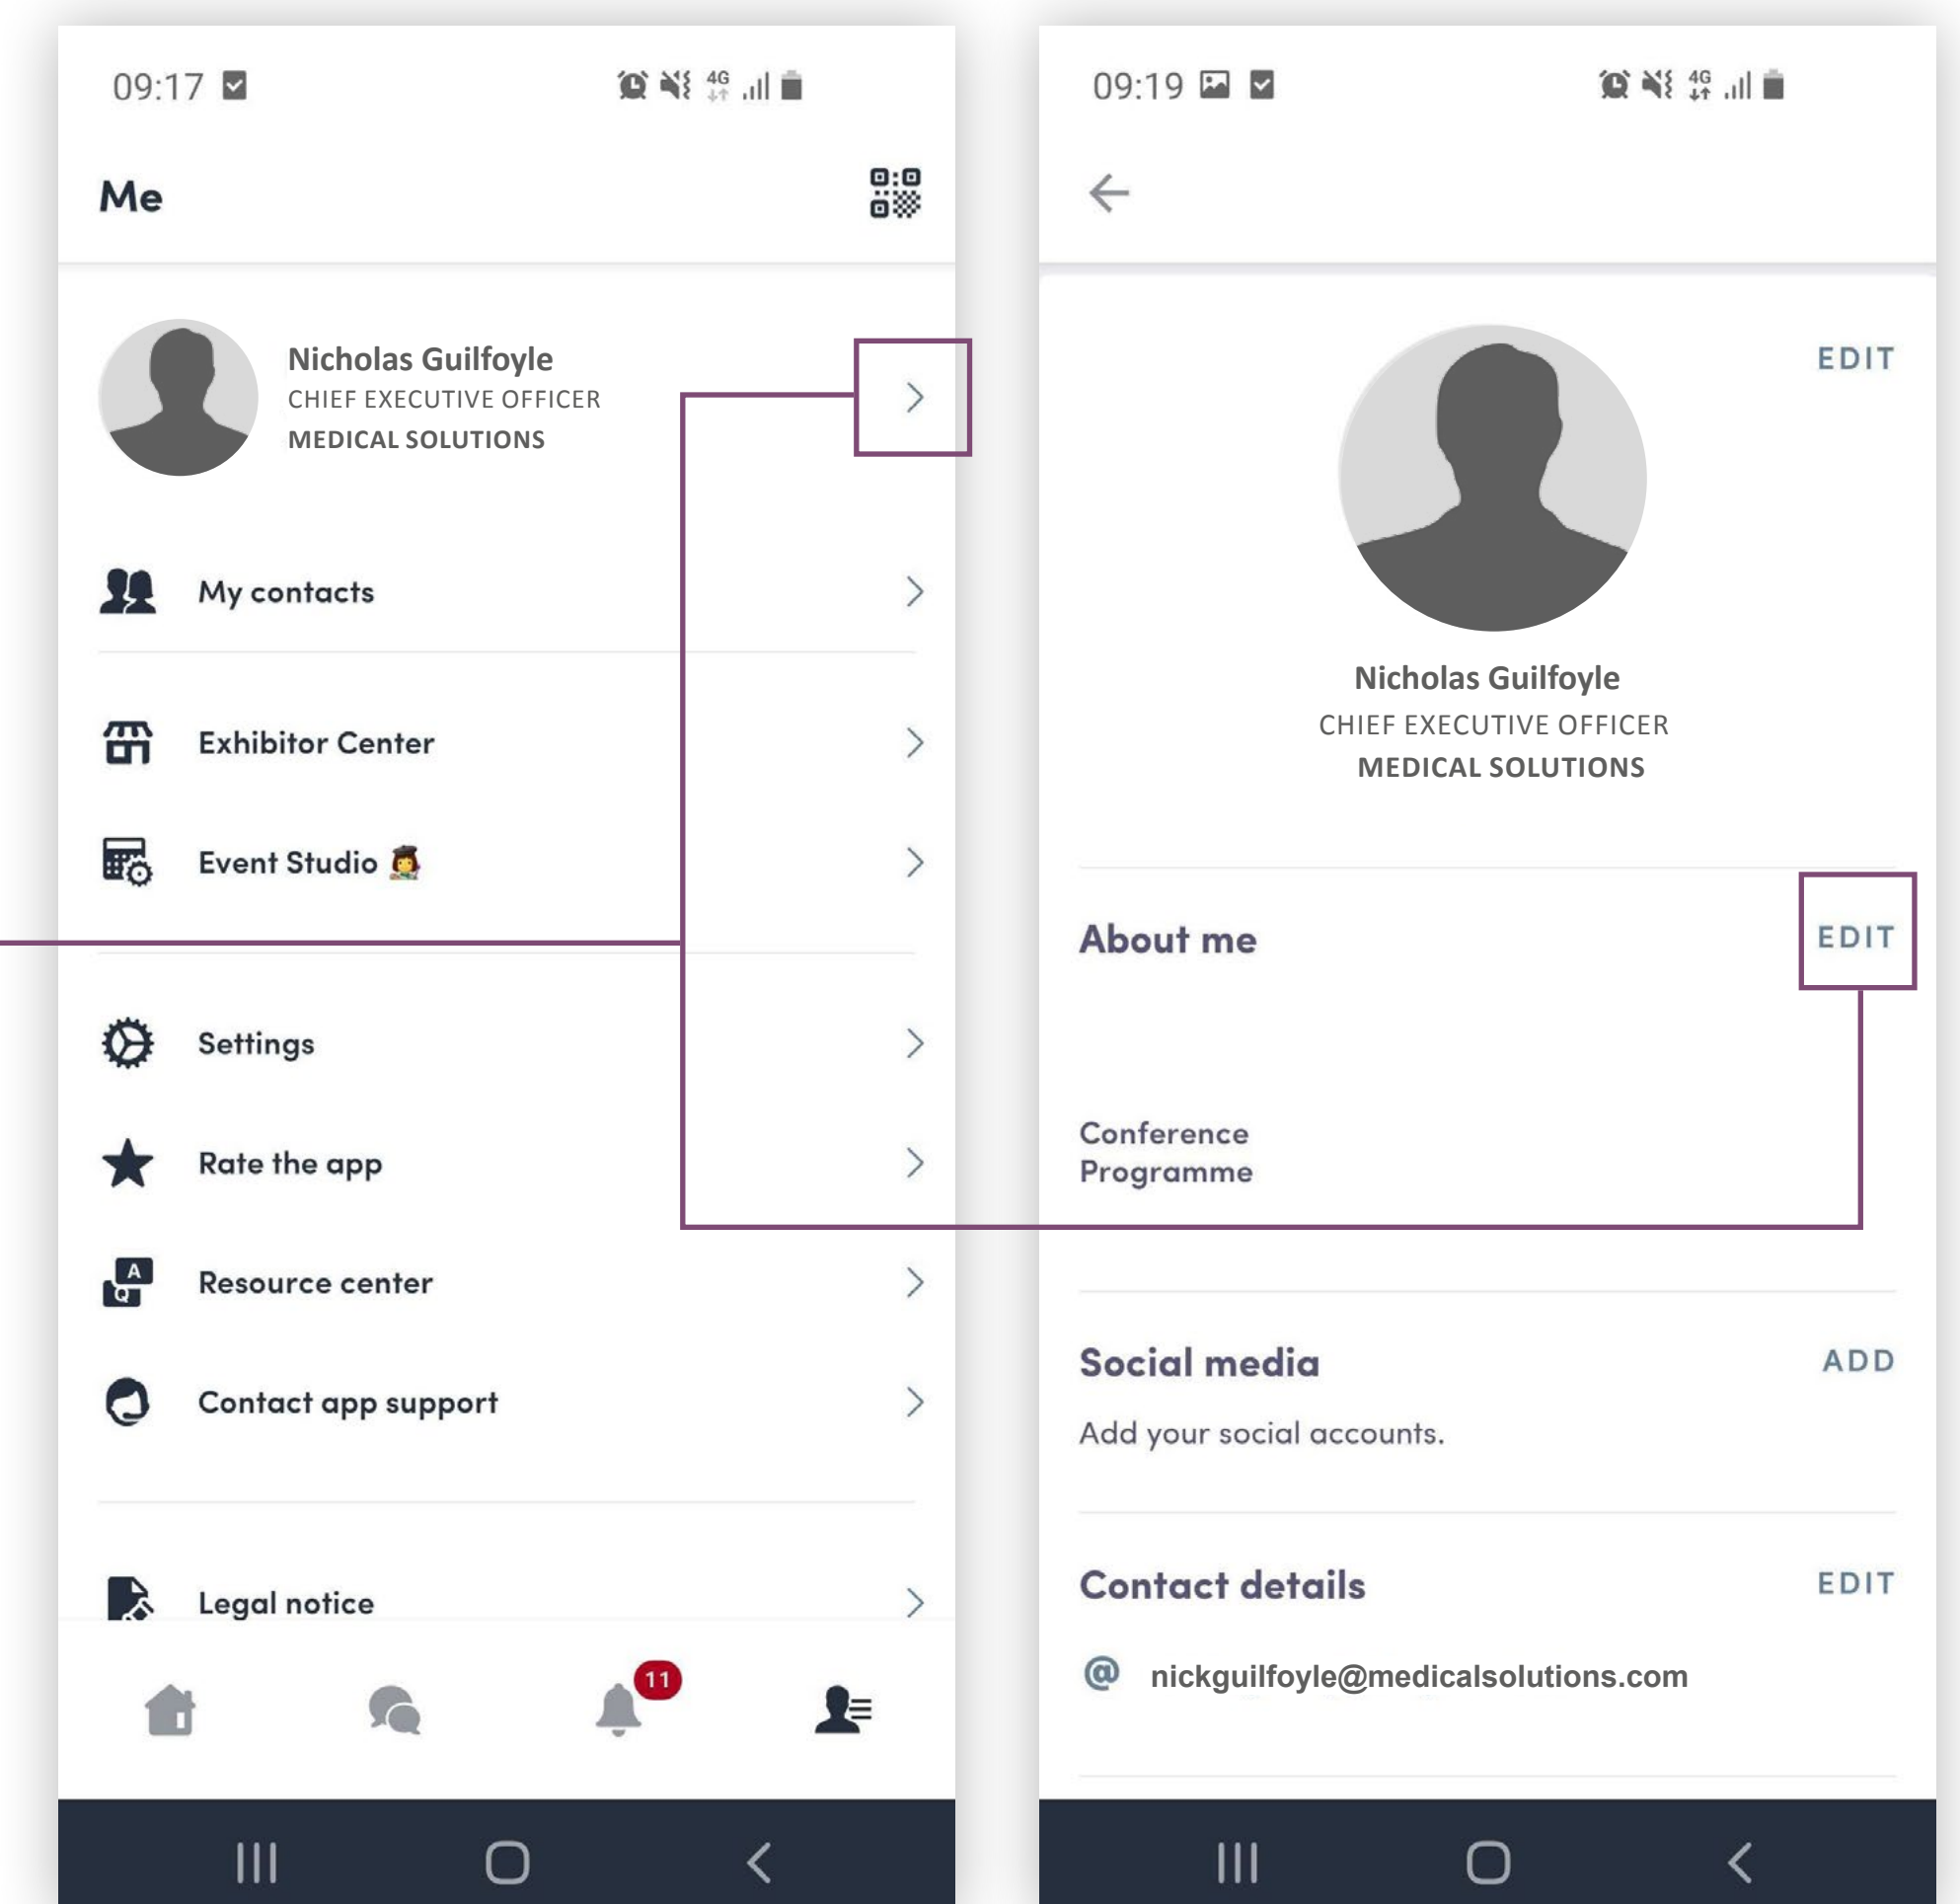 09:17
4G
Me
Nicholas Guilfoyle
CHIEF EXECUTIVE OFFICER
MEDICAL SOLUTIONS
My contacts
Exhibitor Center
Event Studio
Settings
Rate the app
A
Q
Resource center
Contact app support
Legal notice
11
09:19
4G
EDIT
Nicholas Guilfoyle
CHIEF EXECUTIVE OFFICER
MEDICAL SOLUTIONS
About me
EDIT
Conference
Programme
Social media
ADD
Add your social accounts.
Contact details
EDIT
@ nickguilfoyle@medicalsolutions.com